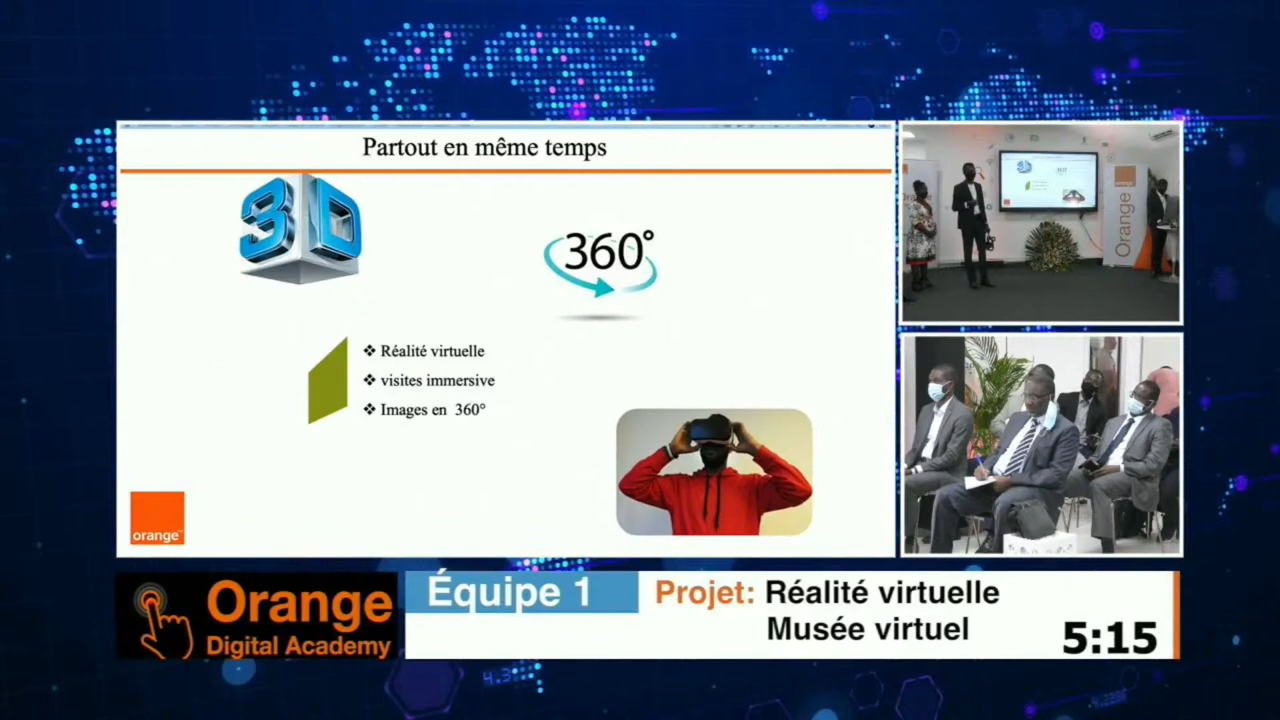 Partout en même temps
3D
360°
❖ Réalité virtuelle
❖ visites immersive
❖ Images en 360°
orange™
Orange
Orange
Digital Academy
Équipe 1
Projet: Réalité virtuelle
Musée virtuel
5:15